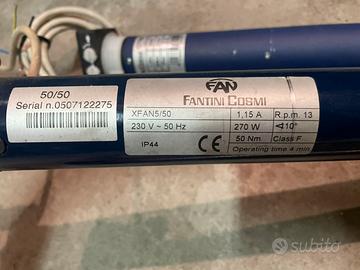 50/50
Serial n.0507122275
FAN
FANTINI COSMI
XFAN5/50 1,15 A R.p.m. 13
230 V ~ 50 Hz 270 W ∢10°
IP44 CE 50 Nm Class F
Operating time 4 min
subito